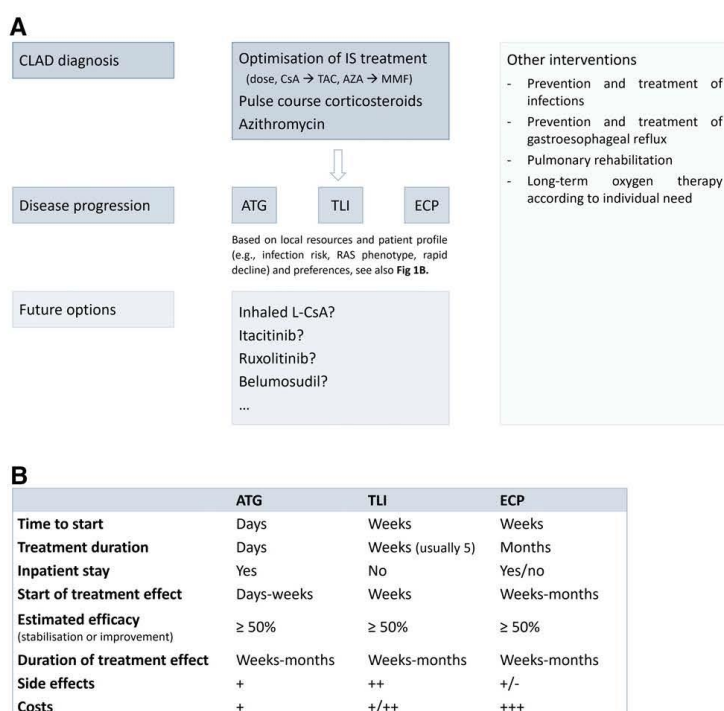 A
CLAD diagnosis
Optimisation of IS treatment
(dose, CsA → TAC, AZA → MMF)
Pulse course corticosteroids
Azithromycin
Other interventions
- Prevention and treatment of
infections
- Prevention and treatment of
gastroesophageal reflux
- Pulmonary rehabilitation
- Long-term oxygen therapy
according to individual need
Disease progression
ATG TLI ECP
Based on local resources and patient profile
(e.g., infection risk, RAS phenotype, rapid
decline) and preferences, see also Fig 1B.
Future options
Inhaled L-CsA?
Itacitinib?
Ruxolitinib?
Belumosudil?
...
B
ATG TLI ECP
Time to start Days Weeks Weeks
Treatment duration Days Weeks (usually 5) Months
Inpatient stay Yes No Yes/no
Start of treatment effect Days-weeks Weeks Weeks-months
Estimated efficacy
(stabilisation or improvement) ≥ 50% ≥ 50% ≥ 50%
Duration of treatment effect Weeks-months Weeks-months Weeks-months
Side effects + ++ +/-
Costs + +/++ +++